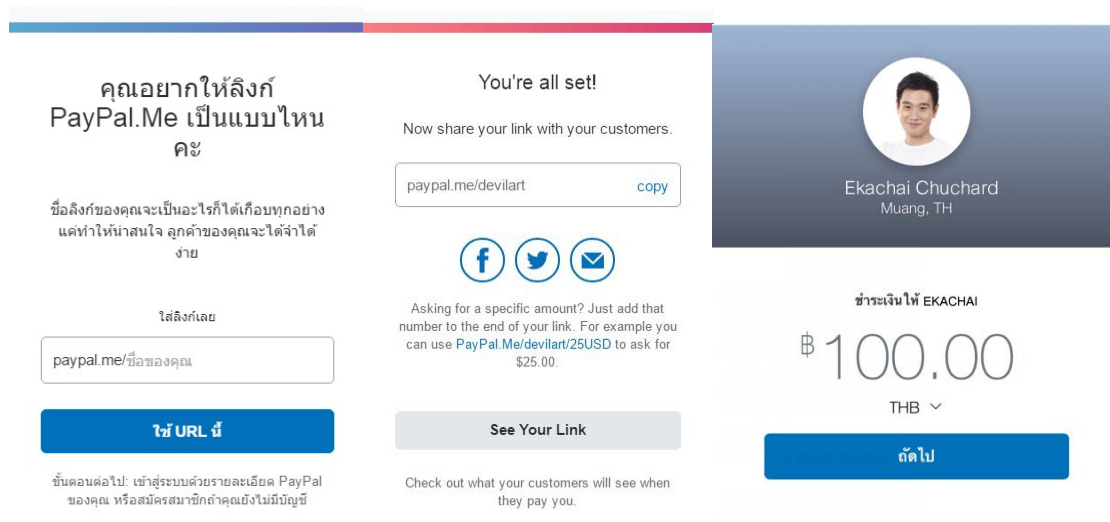 คุณอยากให้ลิงก์
PayPal.Me เป็นแบบไหน
คะ
ชื่อลิงก์ของคุณจะเป็นอะไรก็ได้เกือบทุกอย่าง
แค่ทำให้น่าสนใจ ลูกค้าของคุณจะได้จำได้
ง่าย
ใส่ลิงก์เลย
paypal.me/ชื่อของคุณ
ใช้ URL นี้
ขั้นตอนต่อไป: เข้าสู่ระบบด้วยรายละเอียด PayPal
ของคุณ หรือสมัครสมาชิกถ้าคุณยังไม่มีบัญชี
You're all set!
Now share your link with your customers.
paypal.me/devilart copy
Asking for a specific amount? Just add that
number to the end of your link. For example you
can use PayPal.Me/devilart/25USD to ask for
$25.00.
See Your Link
Check out what your customers will see when
they pay you.
Ekachai Chuchard
Muang, TH
ชำระเงินให้ EKACHAI
฿100.00
THB
ถัดไป